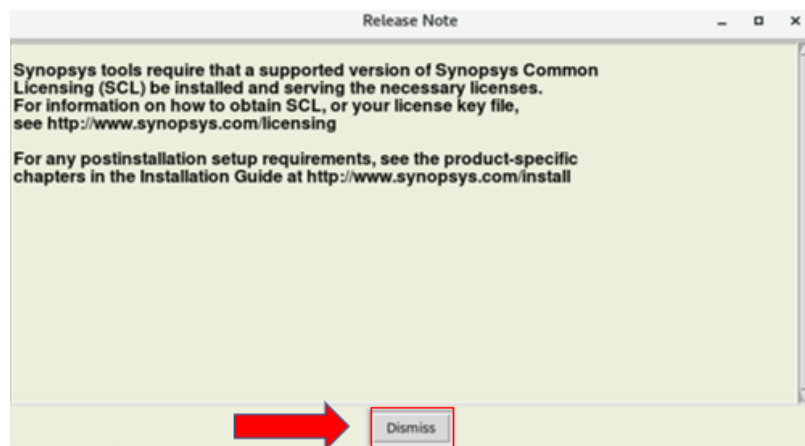 Release Note
Synopsys tools require that a supported version of Synopsys Common
Licensing (SCL) be installed and serving the necessary licenses.
For information on how to obtain SCL, or your license key file,
see http://www.synopsys.com/licensing
For any postinstallation setup requirements, see the product-specific
chapters in the Installation Guide at http://www.synopsys.com/install
Dismiss